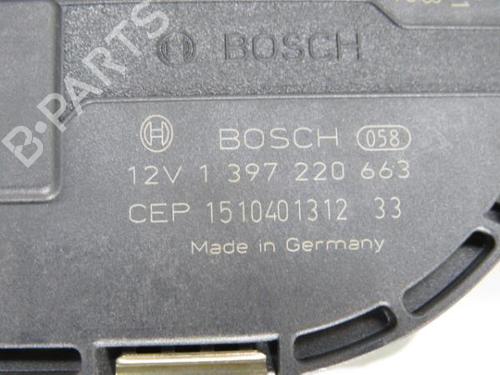 BOSCH
B-PARTS
BOSCH 058
12V 1 397 220 663
CEP 1510401312 33
Made in Germany